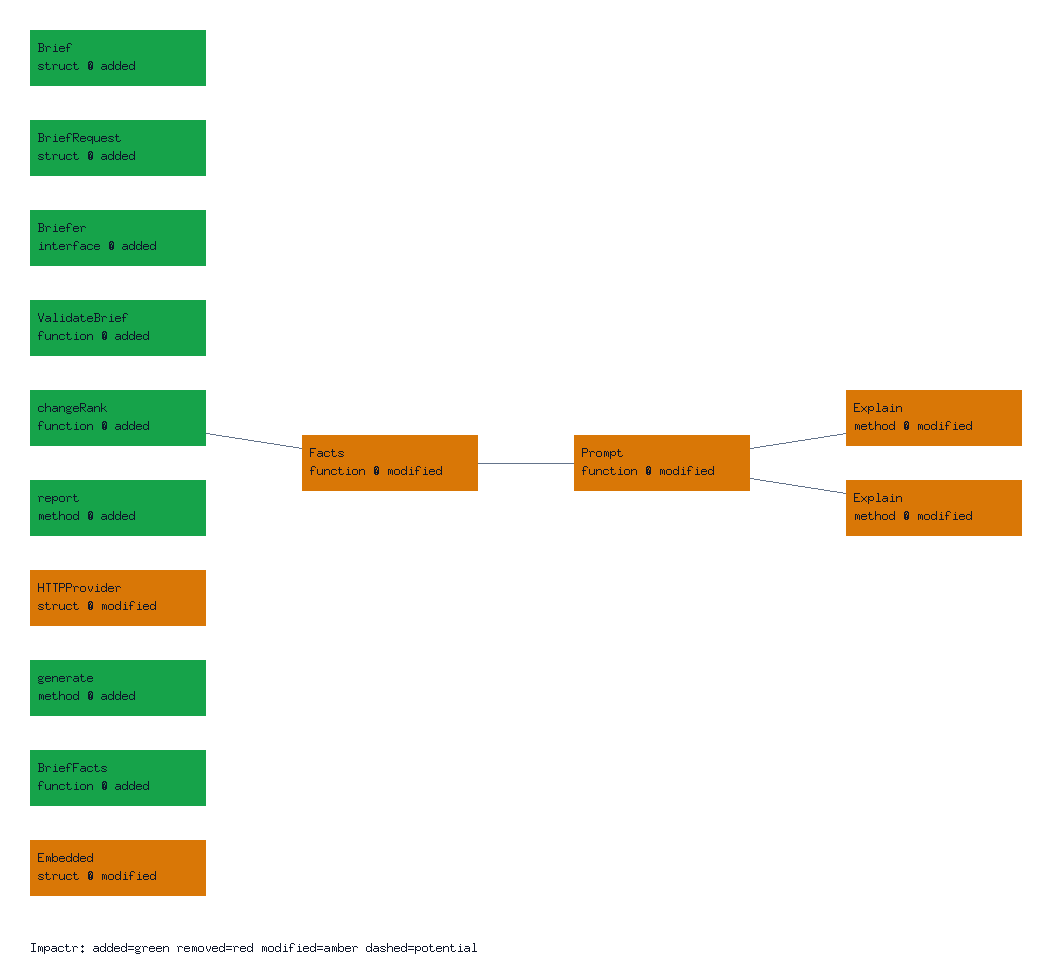 Brief
struct 0 added
BriefRequest
struct 0 added
Briefer
interface 0 added
ValidateBrief
function 0 added
changeRank
function 0 added
report
method 0 added
HTTPProvider
struct 0 modified
generate
method 0 added
BriefFacts
function 0 added
Embedded
struct 0 modified
Facts
function 0 modified
Prompt
function 0 modified
Explain
method 0 modified
Explain
method 0 modified
Impactr: added=green removed=red modified=amber dashed=potential